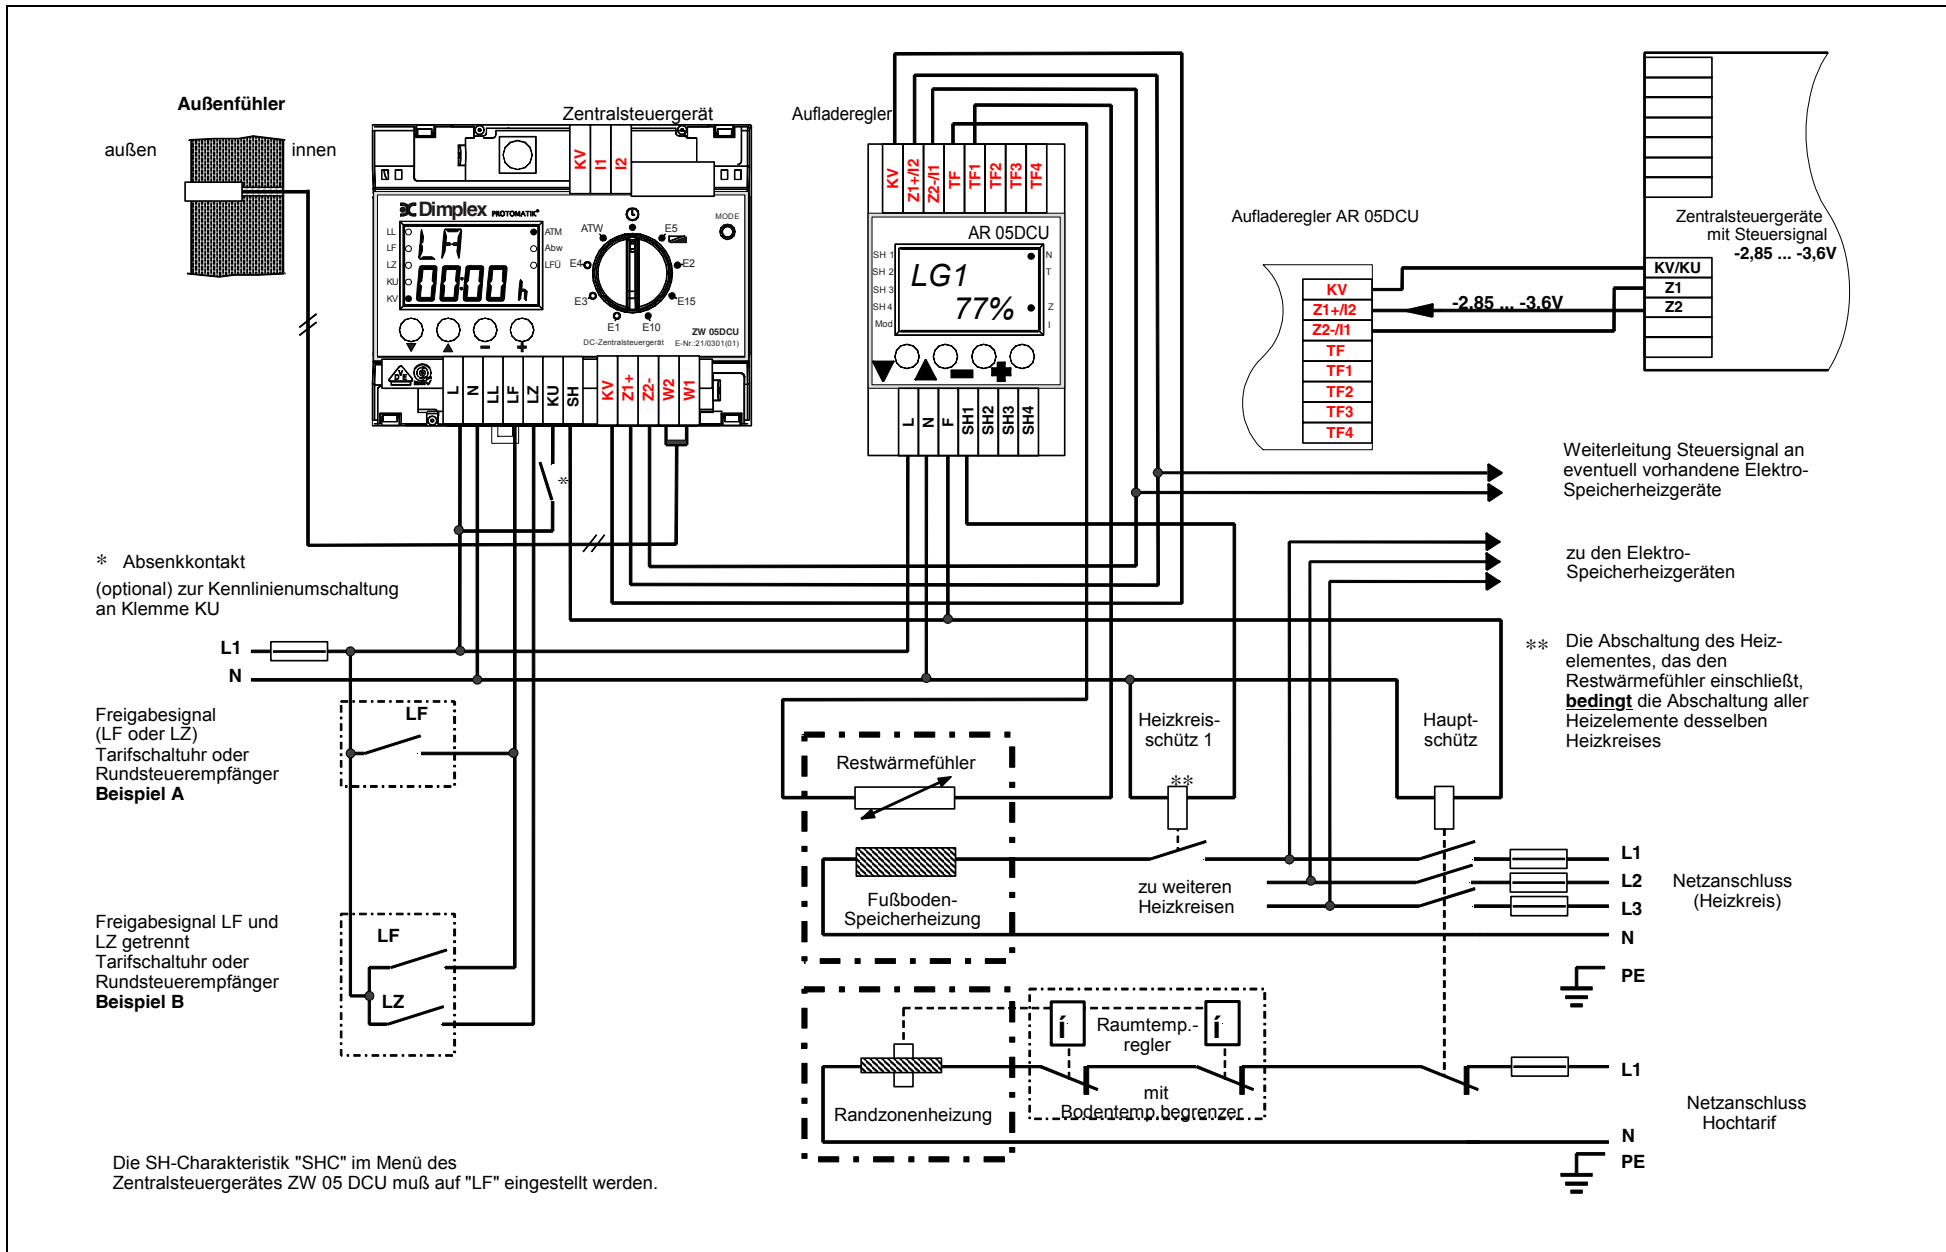 Außenfühler
außen
innen
Zentralsteuergerät
KV
I1
I2
Dimplex PROTOMATIK
MODE
LL
LF
LZ
KU
KV
LA
00:00 h
ATM
Abw
LFÜ
ATW
E5
E4
E2
E3
E15
E1
E10
ZW 05DCU
DC-Zentralsteuergerät
E-Nr.:21/0301(01)
L
N
LL
LF
LZ
KU
SH
KV
Z1+
Z2-
W2
W1
Aufladeregler
KV
Z1+/I2
Z2-/I1
TF
TF1
TF2
TF3
TF4
AR 05DCU
SH 1
SH 2
SH 3
SH 4
Mod
LG1
77%
N
T
Z
I
L
N
F
SH1
SH2
SH3
SH4
Aufladeregler AR 05DCU
KV
Z1+/I2
Z2-/I1
TF
TF1
TF2
TF3
TF4
-2,85 ... -3,6V
Zentralsteuergeräte
mit Steuersignal
-2,85 ... -3,6V
KV/KU
Z1
Z2
Weiterleitung Steuersignal an
eventuell vorhandene Elektro-
Speicherheizgeräte
zu den Elektro-
Speicherheizgeräten
*
* Absenkkontakt
(optional) zur Kennlinienumschaltung
an Klemme KU
L1
N
** Die Abschaltung des Heiz-
elementes, das den
Restwärmefühler einschließt,
bedingt die Abschaltung aller
Heizelemente desselben
Heizkreises
Freigabesignal
(LF oder LZ)
Tarifschaltuhr oder
Rundsteuerempfänger
Beispiel A
LF
Restwärmefühler
Heizkreis-
schütz 1
**
Haupt-
schütz
Fußboden-
Speicherheizung
zu weiteren
Heizkreisen
L1
L2
L3
N
PE
Netzanschluss
(Heizkreis)
Freigabesignal LF und
LZ getrennt
Tarifschaltuhr oder
Rundsteuerempfänger
Beispiel B
LF
LZ
Raumtemp.-
regler
mit
Bodentemp.begrenzer
Randzonenheizung
L1
N
PE
Netzanschluss
Hochtarif
Die SH-Charakteristik "SHC" im Menü des
Zentralsteuergerätes ZW 05 DCU muß auf "LF" eingestellt werden.